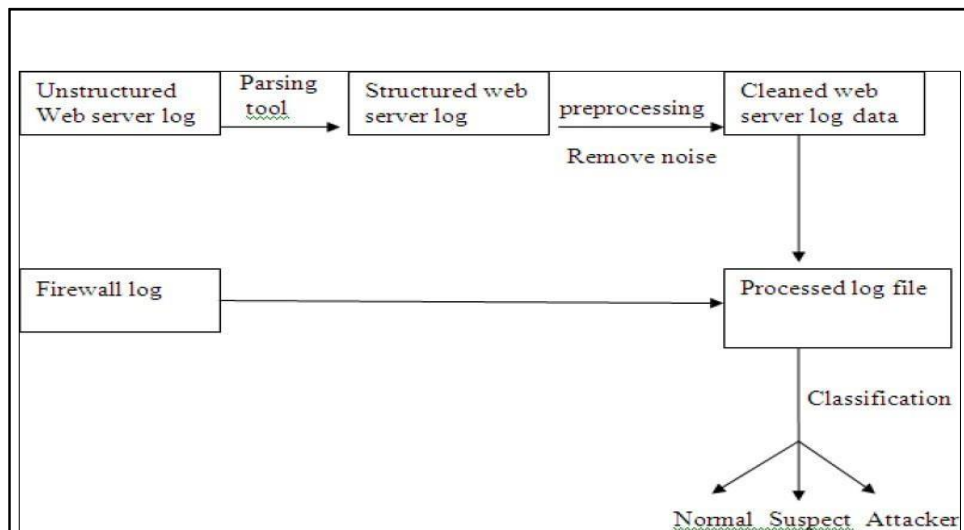 Unstructured
Web server log
Parsing
tool
Structured web
server log
preprocessing
Remove noise
Cleaned web
server log data
Firewall log
Processed log file
Classification
Normal Suspect Attacker